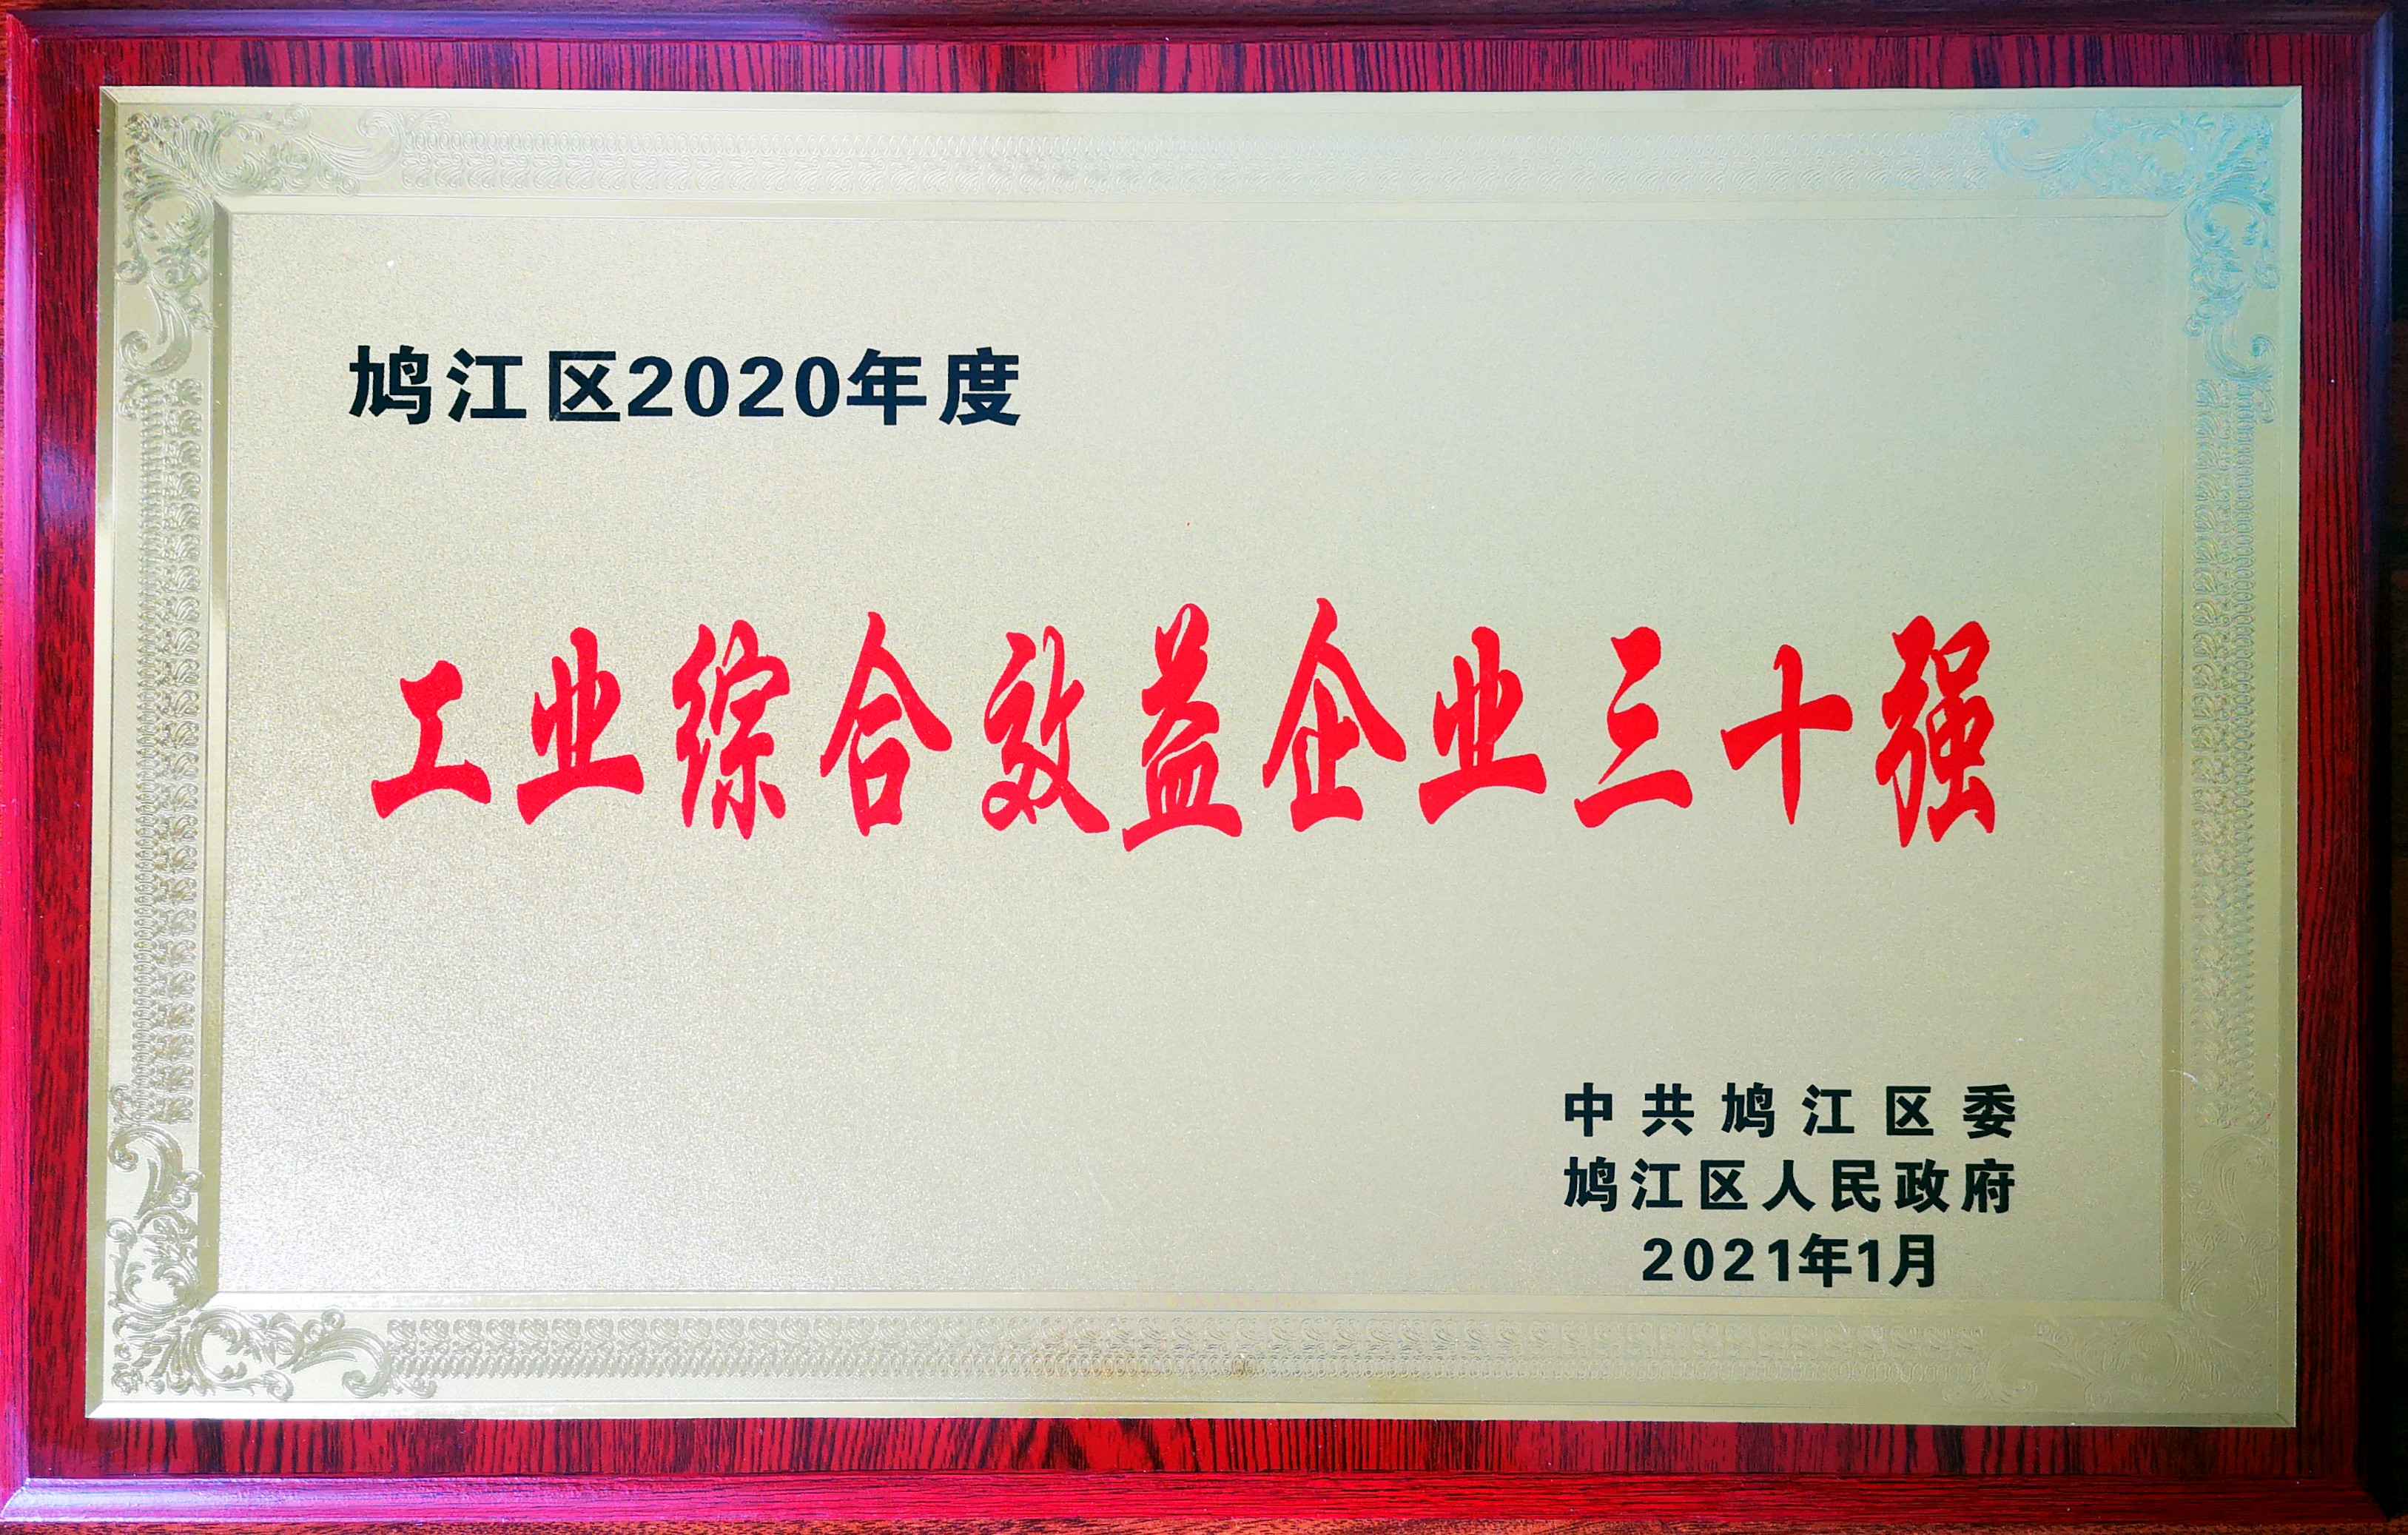 鸠江区2020年度
工业综合效益企业三十强
中共鸠江区委
鸠江区人民政府
2021年1月